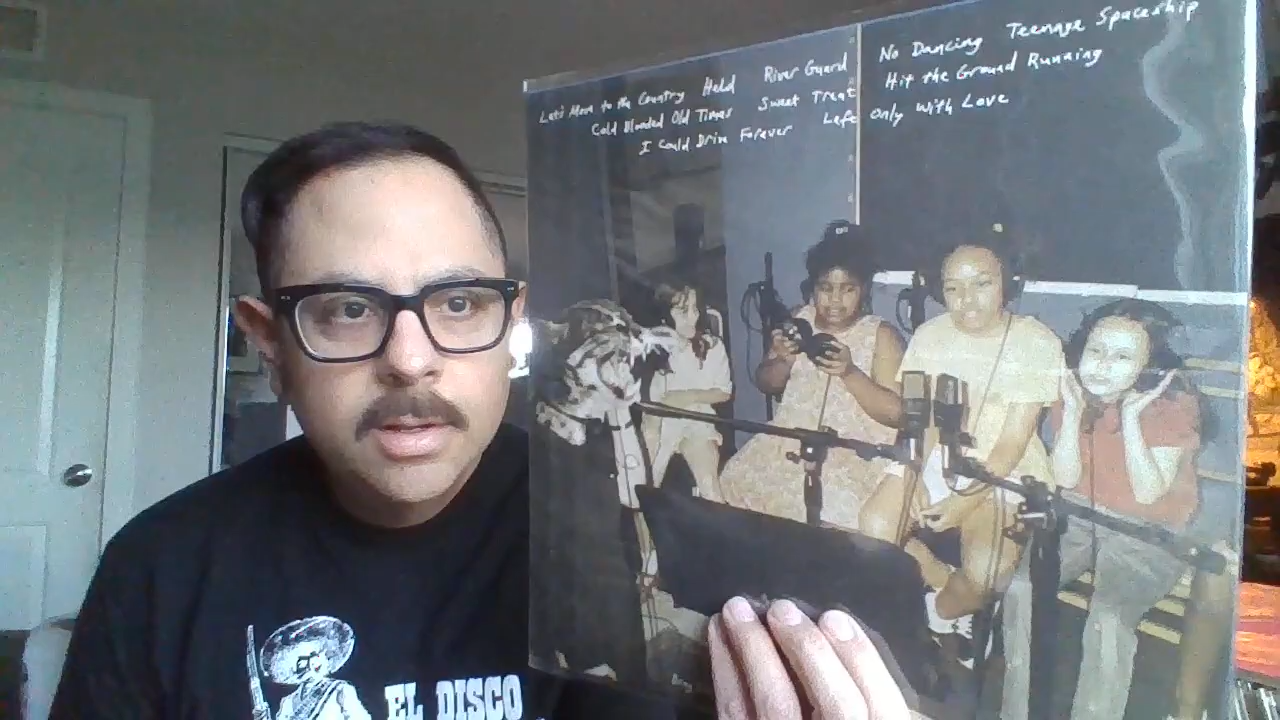 Let's Move to the Country Held River Guard No Dancing Teenage Spaceship
Cold Blooded Old Times Sweet Treat Hit the Ground Running
I Could Drive Forever Left Only With Love
EL DISCO